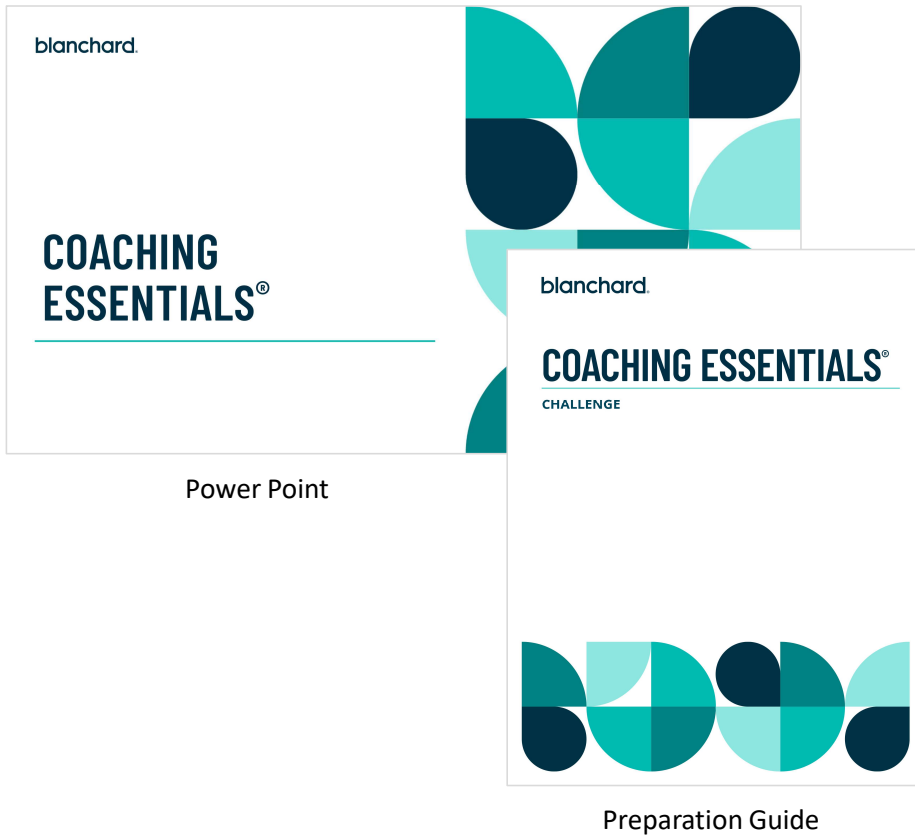 blanchard.
COACHING
ESSENTIALS®
Power Point
blanchard.
COACHING ESSENTIALS®
CHALLENGE
Preparation Guide